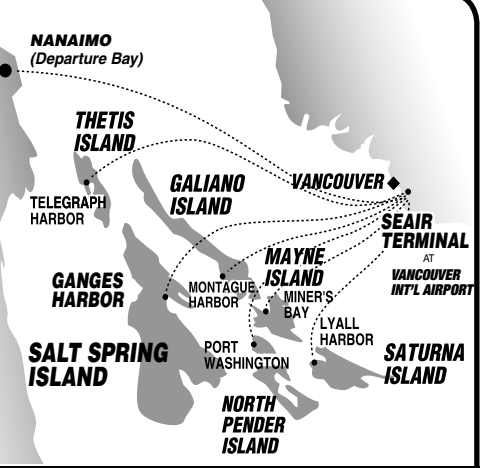 NANAIMO
(Departure Bay)
THETIS
ISLAND
TELEGRAPH
HARBOR
GALIANO
ISLAND
VANCOUVER
SEAIR
TERMINAL
AT
VANCOUVER
INT'L AIRPORT
GANGES
HARBOR
MONTAGUE
HARBOR
MAYNE
ISLAND
MINER'S
BAY
SALT SPRING
ISLAND
PORT
WASHINGTON
LYALL
HARBOR
SATURNA
ISLAND
NORTH
PENDER
ISLAND